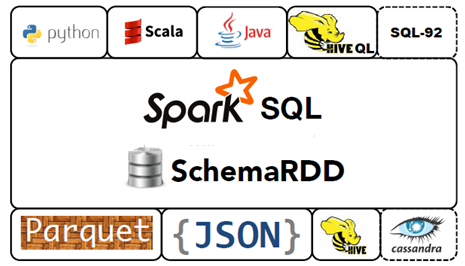 python
Scala
Java
HIVE QL
SQL-92
Spark SQL
SchemaRDD
Parquet
{JSON}
HIVE
cassandra